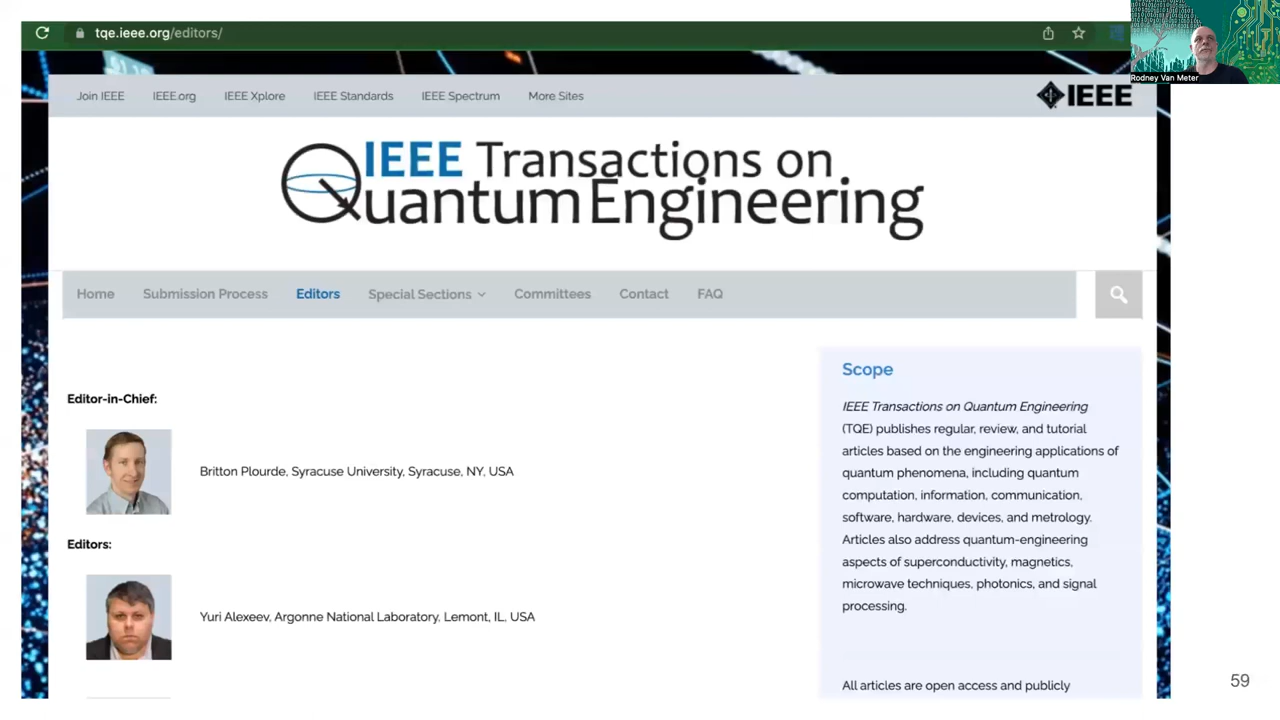 tqe.ieee.org/editors/
Rodney Van Meter
Join IEEE IEEE.org IEEE Xplore IEEE Standards IEEE Spectrum More Sites
IEEE
IEEE Transactions on
Quantum Engineering
Home Submission Process Editors Special Sections Committees Contact FAQ
Editor-in-Chief:
Britton Plourde, Syracuse University, Syracuse, NY, USA
Editors:
Yuri Alexeev, Argonne National Laboratory, Lemont, IL, USA
Scope
IEEE Transactions on Quantum Engineering
(TQE) publishes regular, review, and tutorial
articles based on the engineering applications of
quantum phenomena, including quantum
computation, information, communication,
software, hardware, devices, and metrology.
Articles also address quantum-engineering
aspects of superconductivity, magnetics,
microwave techniques, photonics, and signal
processing.
All articles are open access and publicly
59